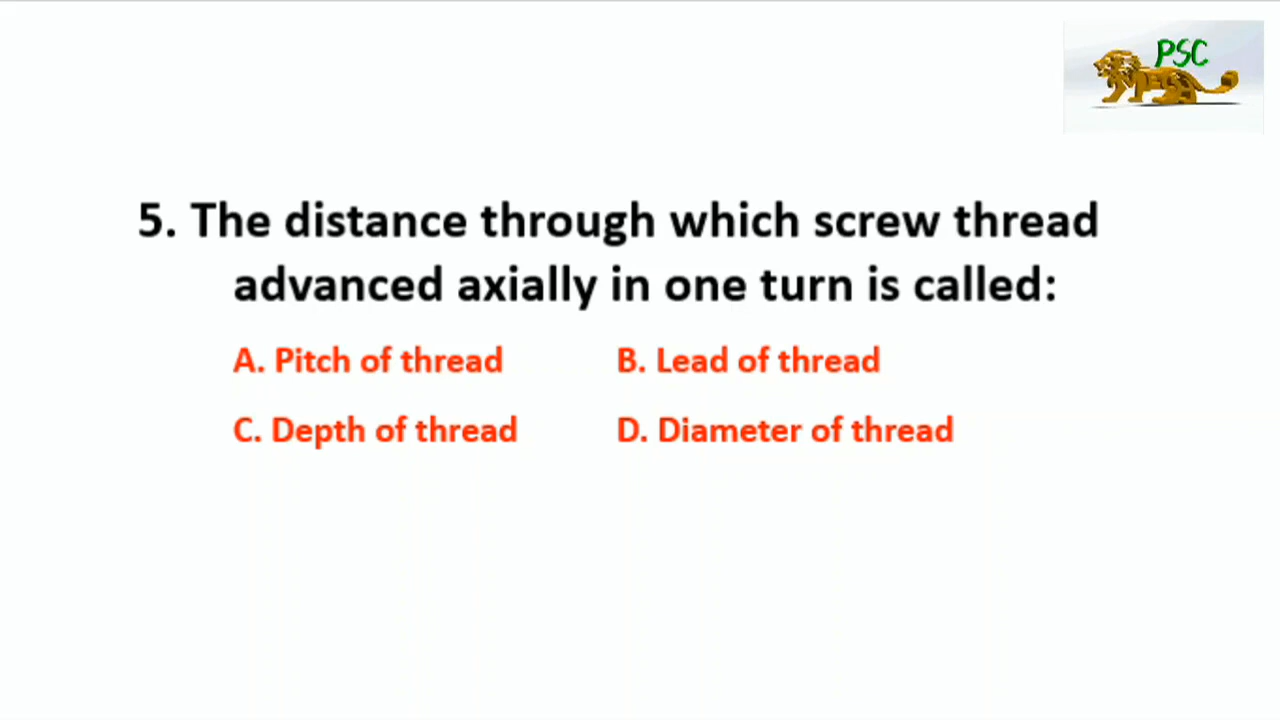 PSC
5. The distance through which screw thread
advanced axially in one turn is called:
A. Pitch of thread B. Lead of thread
C. Depth of thread D. Diameter of thread